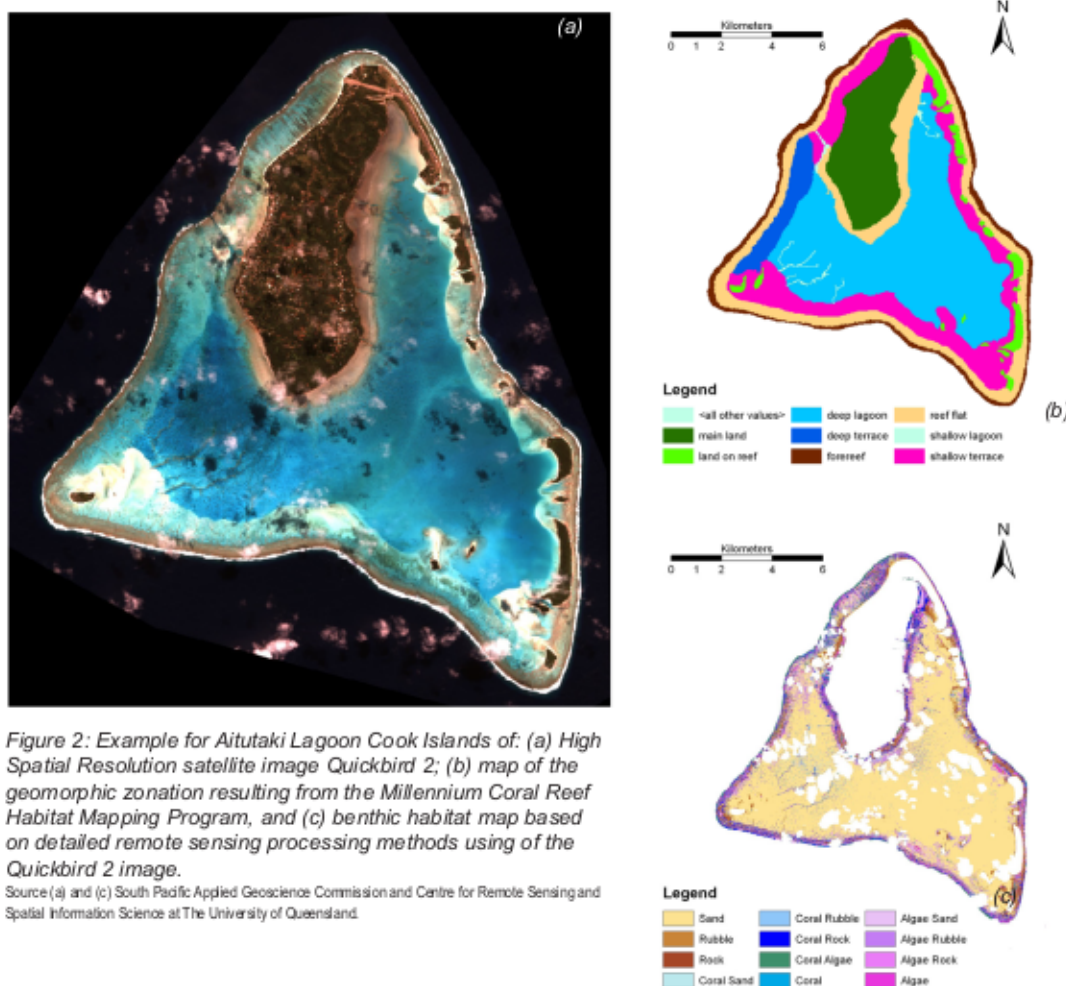 (a)
Kilometers
0 1 2 4 6
N
Legend
<all other values> deep lagoon reef flat
main land deep terrace shallow lagoon
land on reef forereef shallow terrace
(b)
Kilometers
0 1 2 4 6
N
(c)
Legend
Sand Coral Rubble Algae Sand
Rubble Coral Rock Algae Rubble
Rock Coral Algae Algae Rock
Coral Sand Coral Algae
Figure 2: Example for Aitutaki Lagoon Cook Islands of: (a) High
Spatial Resolution satellite image Quickbird 2; (b) map of the
geomorphic zonation resulting from the Millennium Coral Reef
Habitat Mapping Program, and (c) benthic habitat map based
on detailed remote sensing processing methods using of the
Quickbird 2 image.
Source (a) and (c) South Pacific Applied Geoscience Commission and Centre for Remote Sensing and
Spatial Information Science at The University of Queensland.